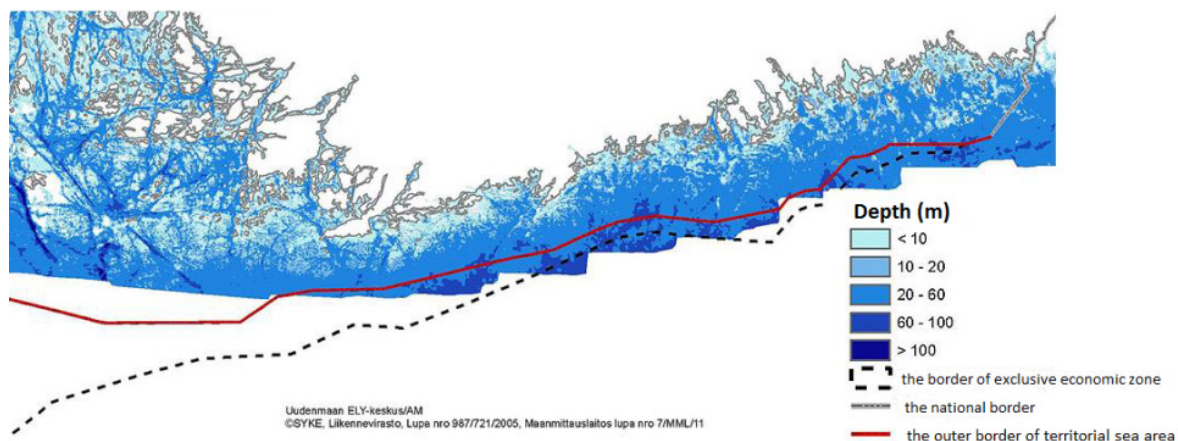 Depth (m)
< 10
10 - 20
20 - 60
60 - 100
> 100
the border of exclusive economic zone
the national border
the outer border of territorial sea area
Uudenmaan ELY-keskus/AM
©SYKE, Liikennevirasto, Lupa nro 987/721/2005, Maanmittauslaitos lupa nro 7/MML/11